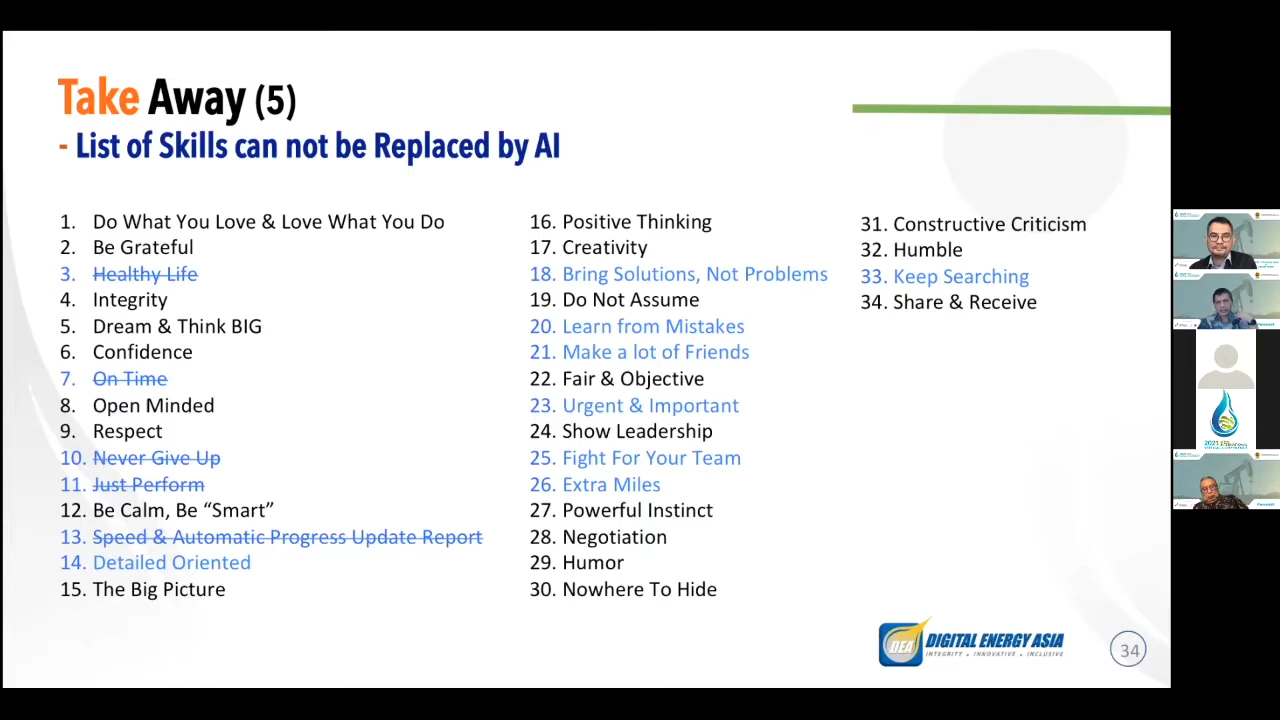 Take Away (5)
- List of Skills can not be Replaced by AI
1. Do What You Love & Love What You Do
2. Be Grateful
3. Healthy Life
4. Integrity
5. Dream & Think BIG
6. Confidence
7. On Time
8. Open Minded
9. Respect
10. Never Give Up
11. Just Perform
12. Be Calm, Be “Smart”
13. Speed & Automatic Progress Update Report
14. Detailed Oriented
15. The Big Picture
16. Positive Thinking
17. Creativity
18. Bring Solutions, Not Problems
19. Do Not Assume
20. Learn from Mistakes
21. Make a lot of Friends
22. Fair & Objective
23. Urgent & Important
24. Show Leadership
25. Fight For Your Team
26. Extra Miles
27. Powerful Instinct
28. Negotiation
29. Humor
30. Nowhere To Hide
31. Constructive Criticism
32. Humble
33. Keep Searching
34. Share & Receive
DEA DIGITAL ENERGY ASIA
INTEGRITY • INNOVATIVE • INCLUSIVE
34
2021